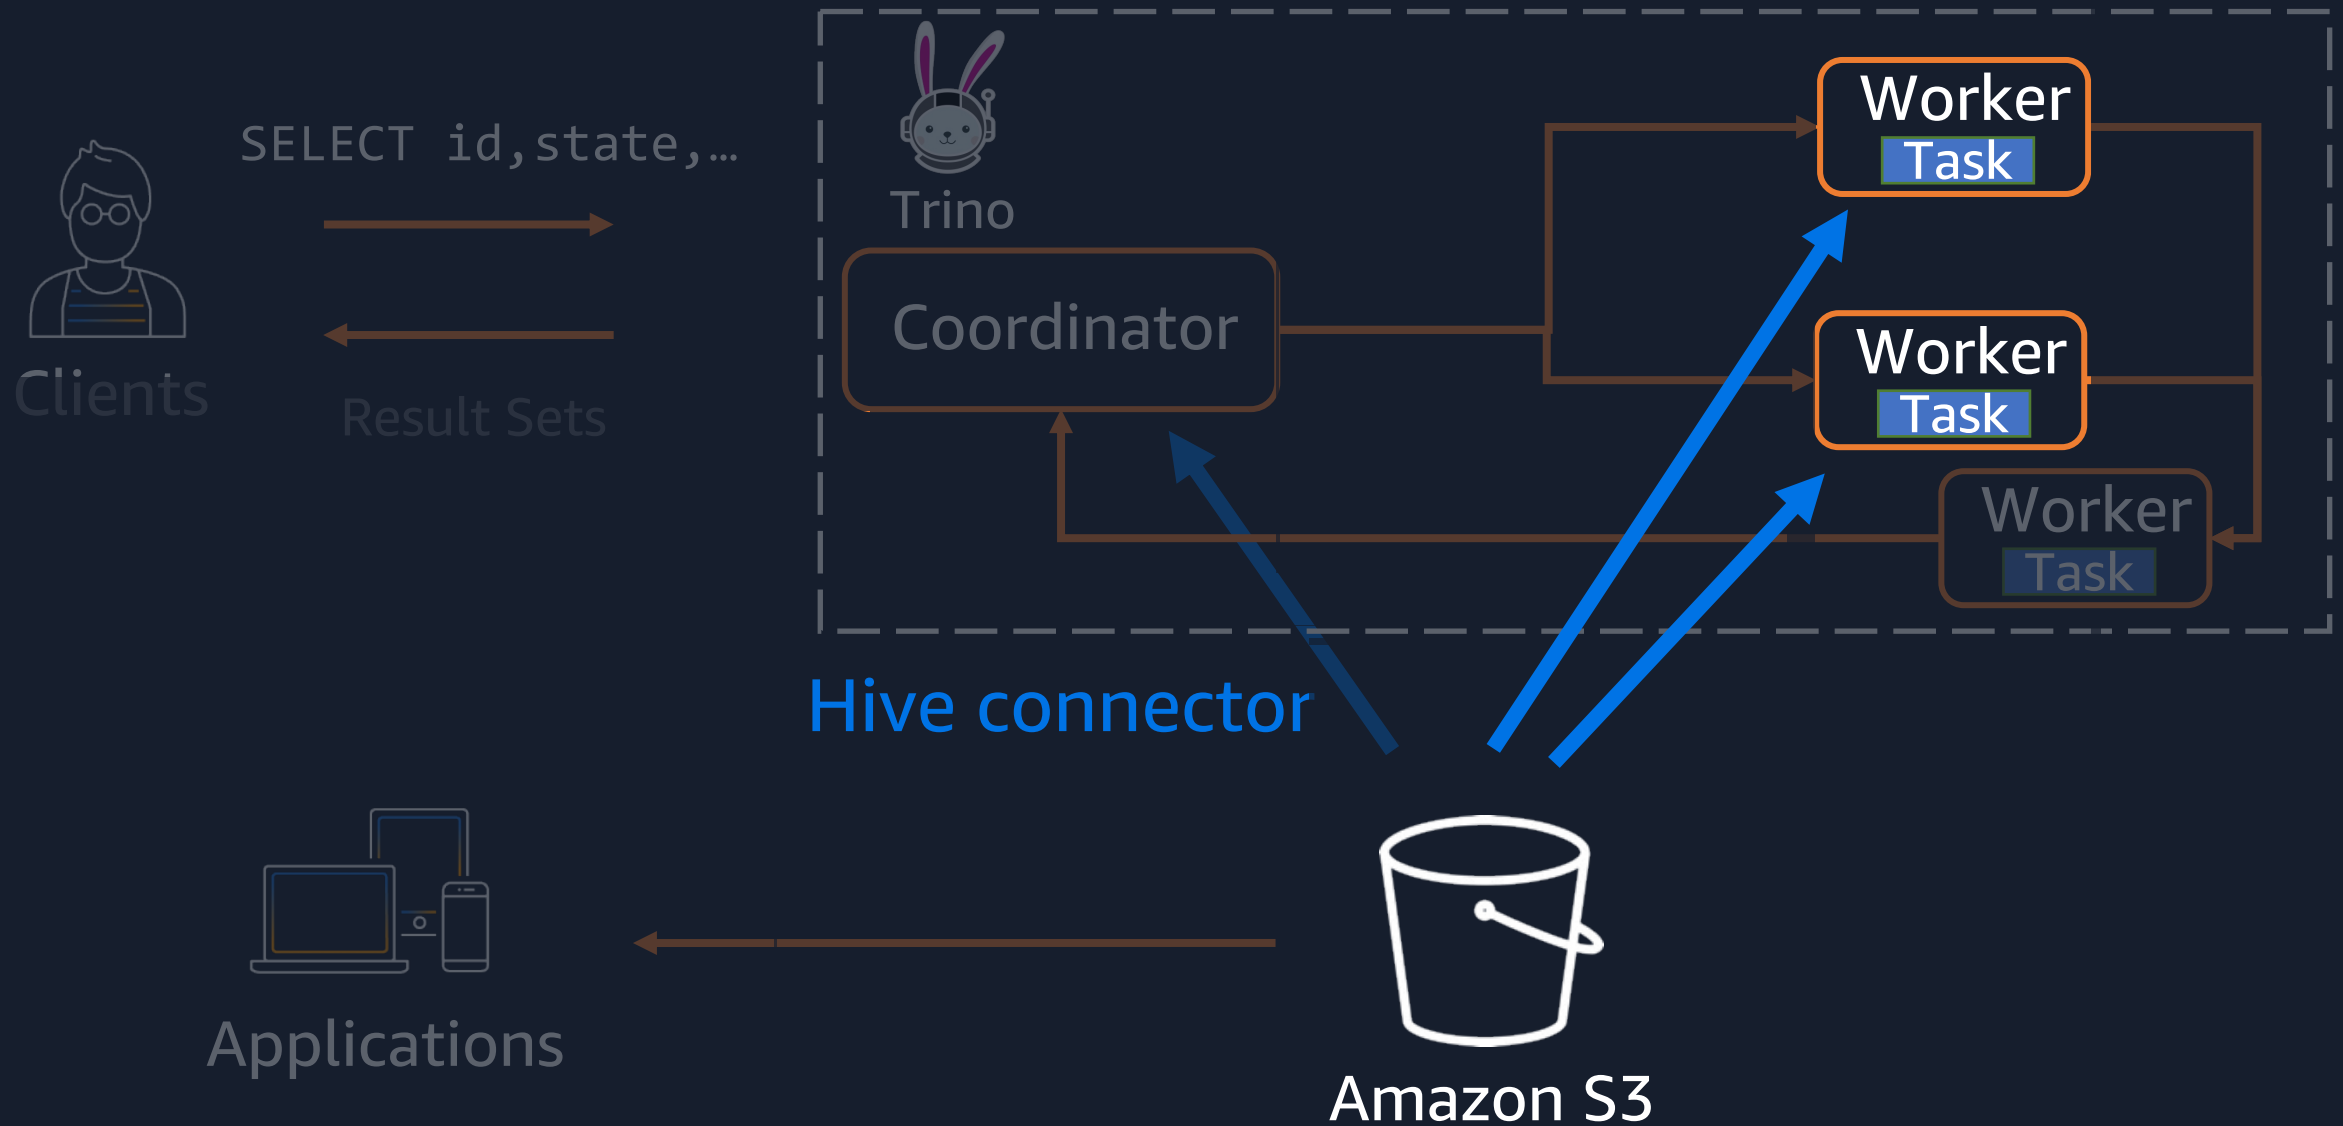 SELECT id,state,…
Clients
Result Sets
Trino
Coordinator
Worker
Task
Worker
Task
Worker
Task
Hive connector
Applications
Amazon S3